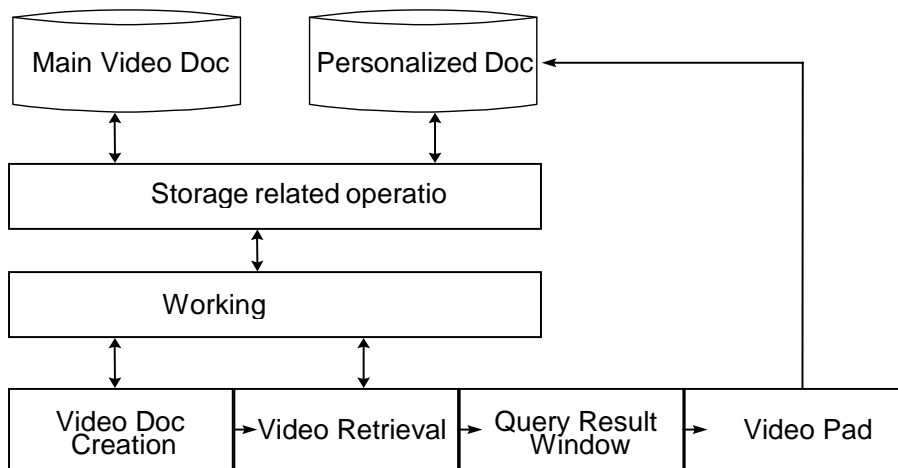 Main Video Doc
Personalized Doc
Storage related operatio
Working
Video Doc
Creation
Video Retrieval
Query Result
Window
Video Pad